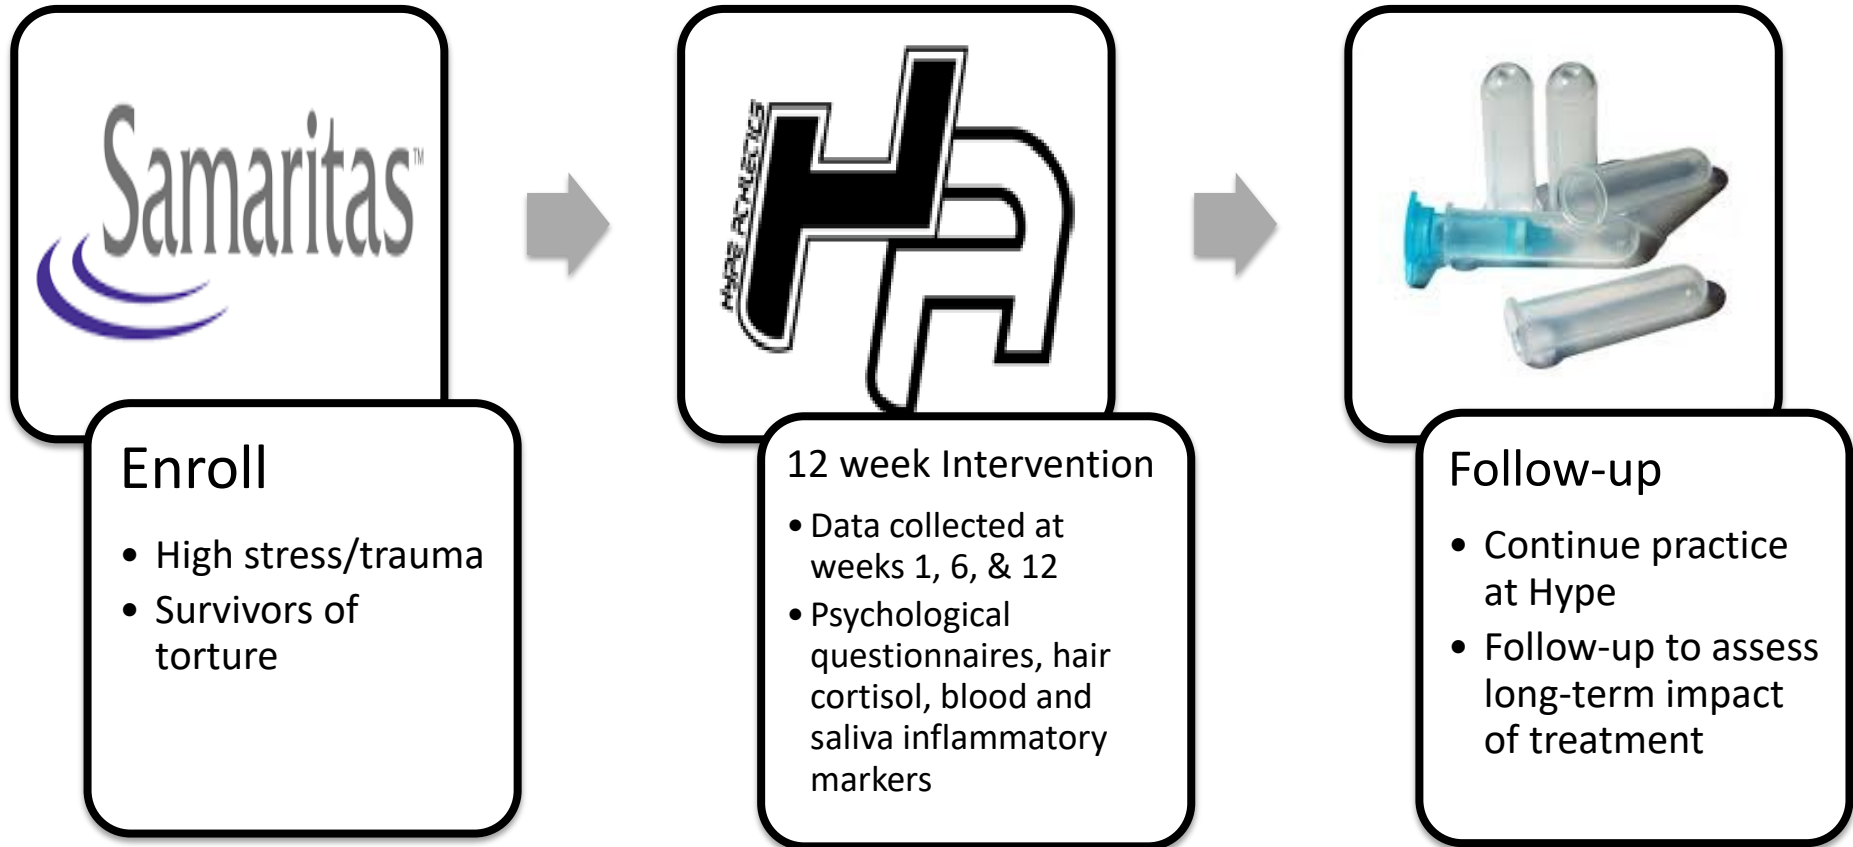 Samaritas™
Enroll
• High stress/trauma
• Survivors of
torture
HYPE ATHLETICS
HA
12 week Intervention
• Data collected at
weeks 1, 6, & 12
• Psychological
questionnaires, hair
cortisol, blood and
saliva inflammatory
markers
Follow-up
• Continue practice
at Hype
• Follow-up to assess
long-term impact
of treatment